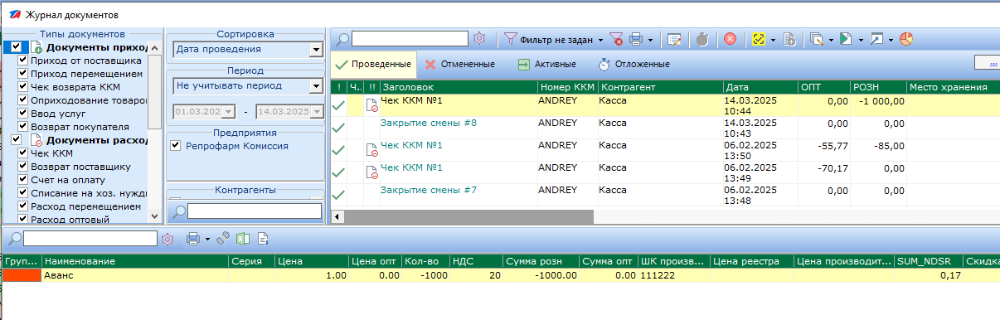 Журнал документов
Типы документов
Документы приход
Приход от поставщика
Приход перемещением
Чек возврата ККМ
Оприходование товаров
Ввод услуг
Возврат покупателя
Документы расход
Чек ККМ
Возврат поставщику
Счет на оплату
Списание на хоз. нужды
Расход перемещением
Расход оптовый
Сортировка
Дата проведения
Период
Не учитывать период
01.03.202 - 14.03.2025
Предприятия
Репрофарм Комиссия
Контрагенты
Фильтр не задан
Проведенные Отмененные Активные Отложенные ...
! Ч.. !! Заголовок Номер ККМ Контрагент Дата ОПТ РОЗН Место хранения
Чек ККМ №1 ANDREY Касса 14.03.2025 10:44 0,00 -1 000,00
Закрытие смены #8 ANDREY Касса 14.03.2025 10:43 0,00 0,00
Чек ККМ №1 ANDREY Касса 06.02.2025 13:50 -55,77 -85,00
Чек ККМ №1 ANDREY Касса 06.02.2025 13:49 -70,17 0,00
Закрытие смены #7 ANDREY Касса 06.02.2025 13:48 0,00 0,00
Груп... Наименование Серия Цена Цена опт Кол-во НДС Сумма розн Сумма опт ШК произв... Цена реестра Цена производит... SUM_NDSR Скидка
Аванс 1.00 0.00 -1000 20 -1000.00 0.00 111222 0,17